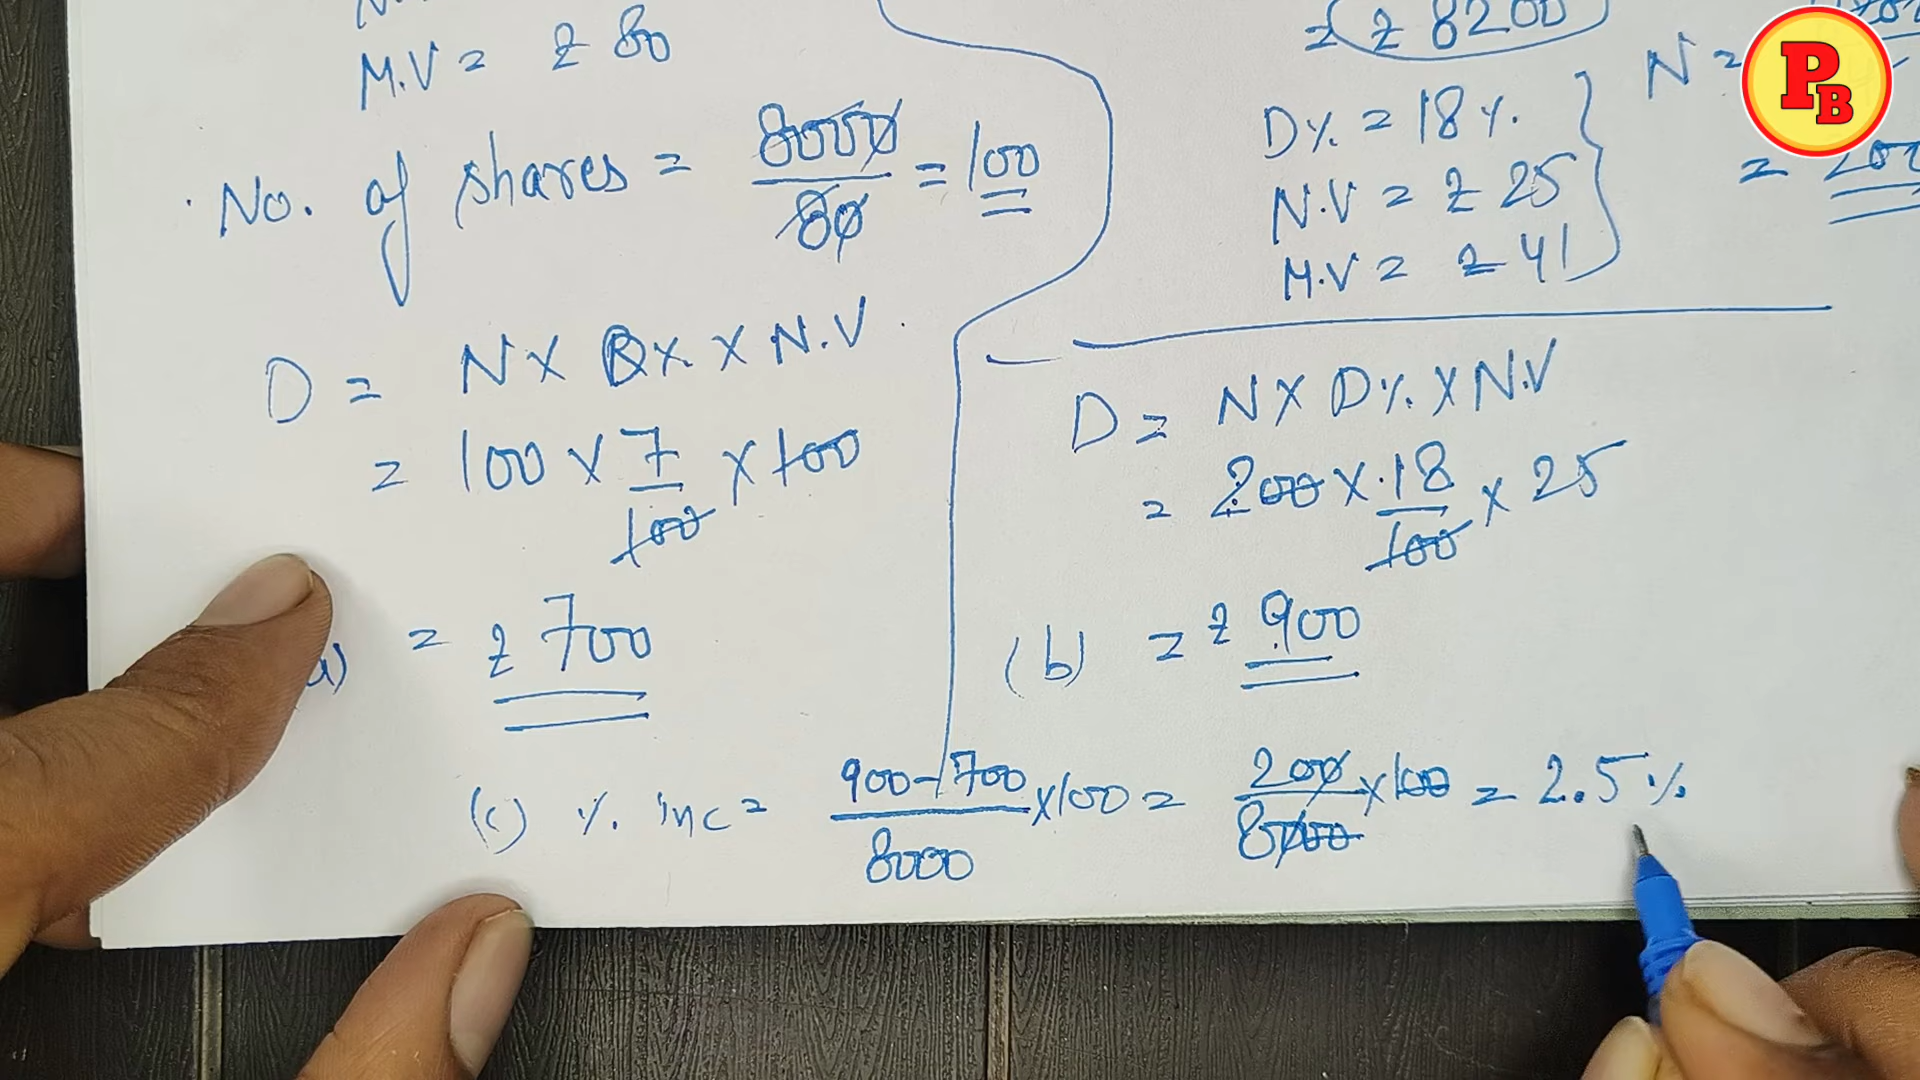 M.V = ₹ 80
No. of shares = 8000/80 = 100
D = N X D% X N.V
= 100 X 7/100 X 100
a) = ₹ 700
= ₹ 8200
N =
D% = 18%.
N.V = ₹ 25
M.V = ₹ 41
= 200
D = N X D% X N.V
= 200 X 18/100 X 25
(b) = ₹ 900
(c) % inc = 900-700/8000 X 100 = 200/8000 X 100 = 2.5%
PB